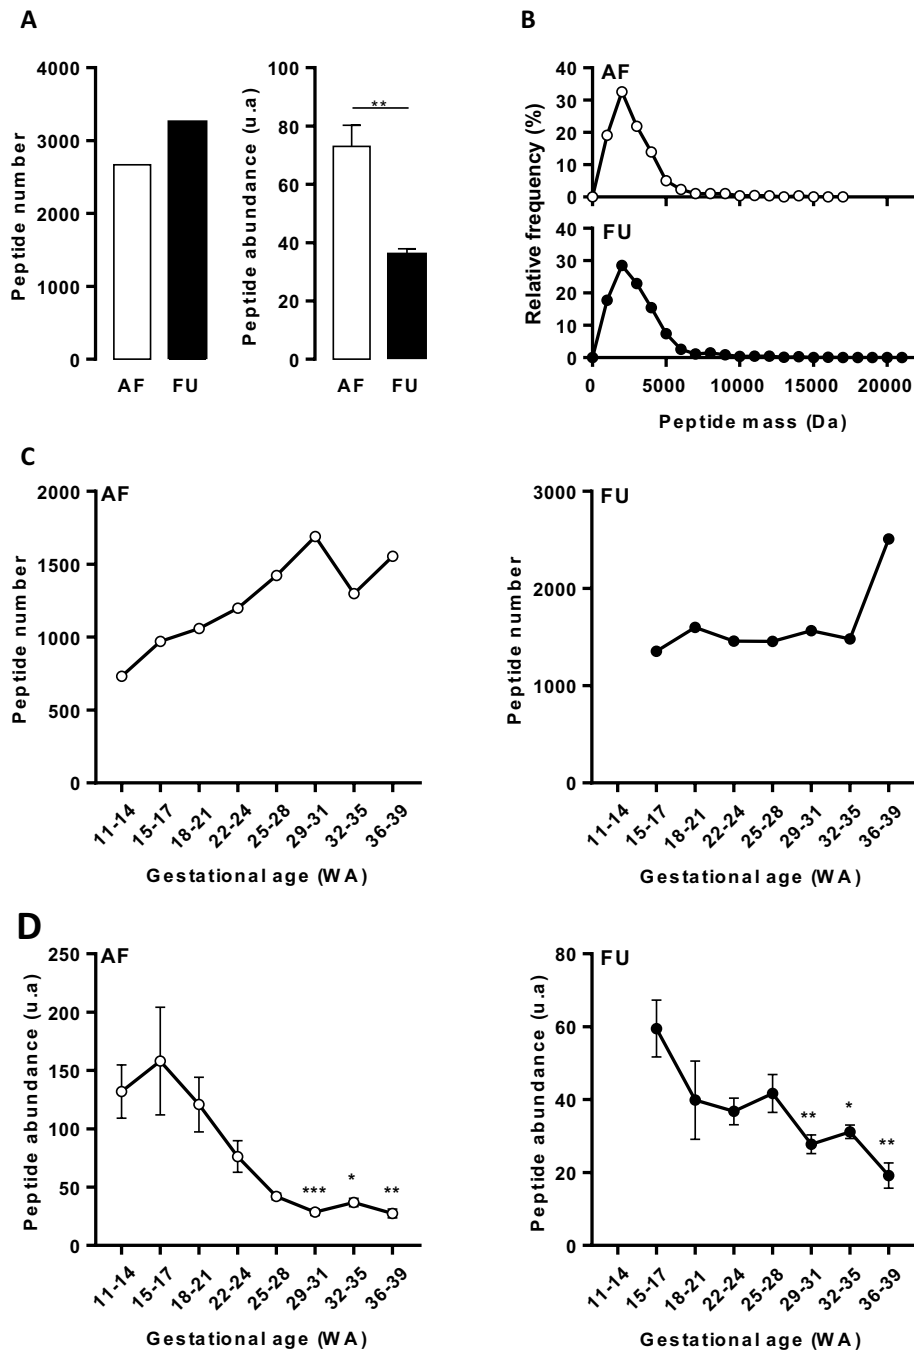 A
B
4000
3000
2000
1000
0
Peptide number
AF FU
100
80
60
40
20
0
Peptide abundance (u.a)
**
AF FU
AF
40
30
20
10
0
FU
40
30
20
10
0
Relative frequency (%)
0 5000 10000 15000 20000
Peptide mass (Da)
C
AF
2000
1500
1000
500
0
Peptide number
11-14 15-17 18-21 22-24 25-28 29-31 32-35 36-39
Gestational age (WA)
FU
3000
2000
1000
0
Peptide number
11-14 15-17 18-21 22-24 25-28 29-31 32-35 36-39
Gestational age (WA)
D
AF
250
200
150
100
50
0
Peptide abundance (u.a)
*** * **
11-14 15-17 18-21 22-24 25-28 29-31 32-35 36-39
Gestational age (WA)
FU
80
60
40
20
0
Peptide abundance (u.a)
** * **
11-14 15-17 18-21 22-24 25-28 29-31 32-35 36-39
Gestational age (WA)